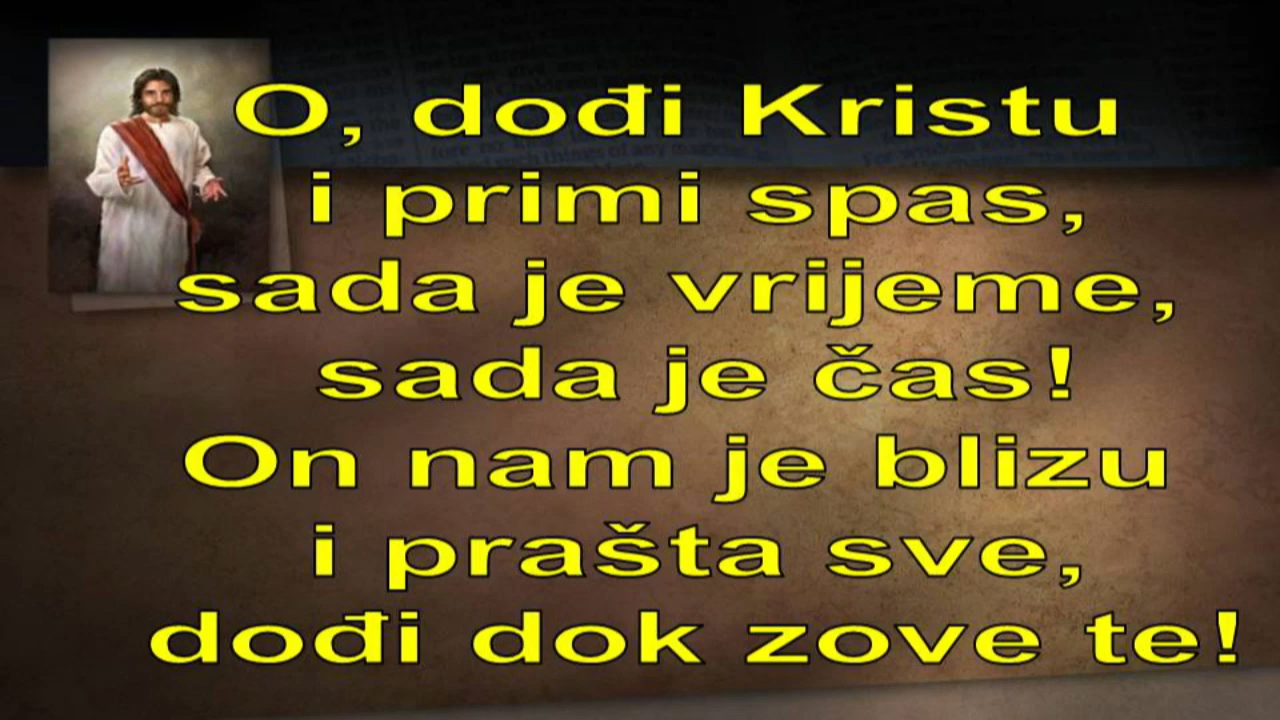 O, dođi Kristu
i primi spas,
sada je vrijeme,
sada je čas!
On nam je blizu
i prašta sve,
dođi dok zove te!